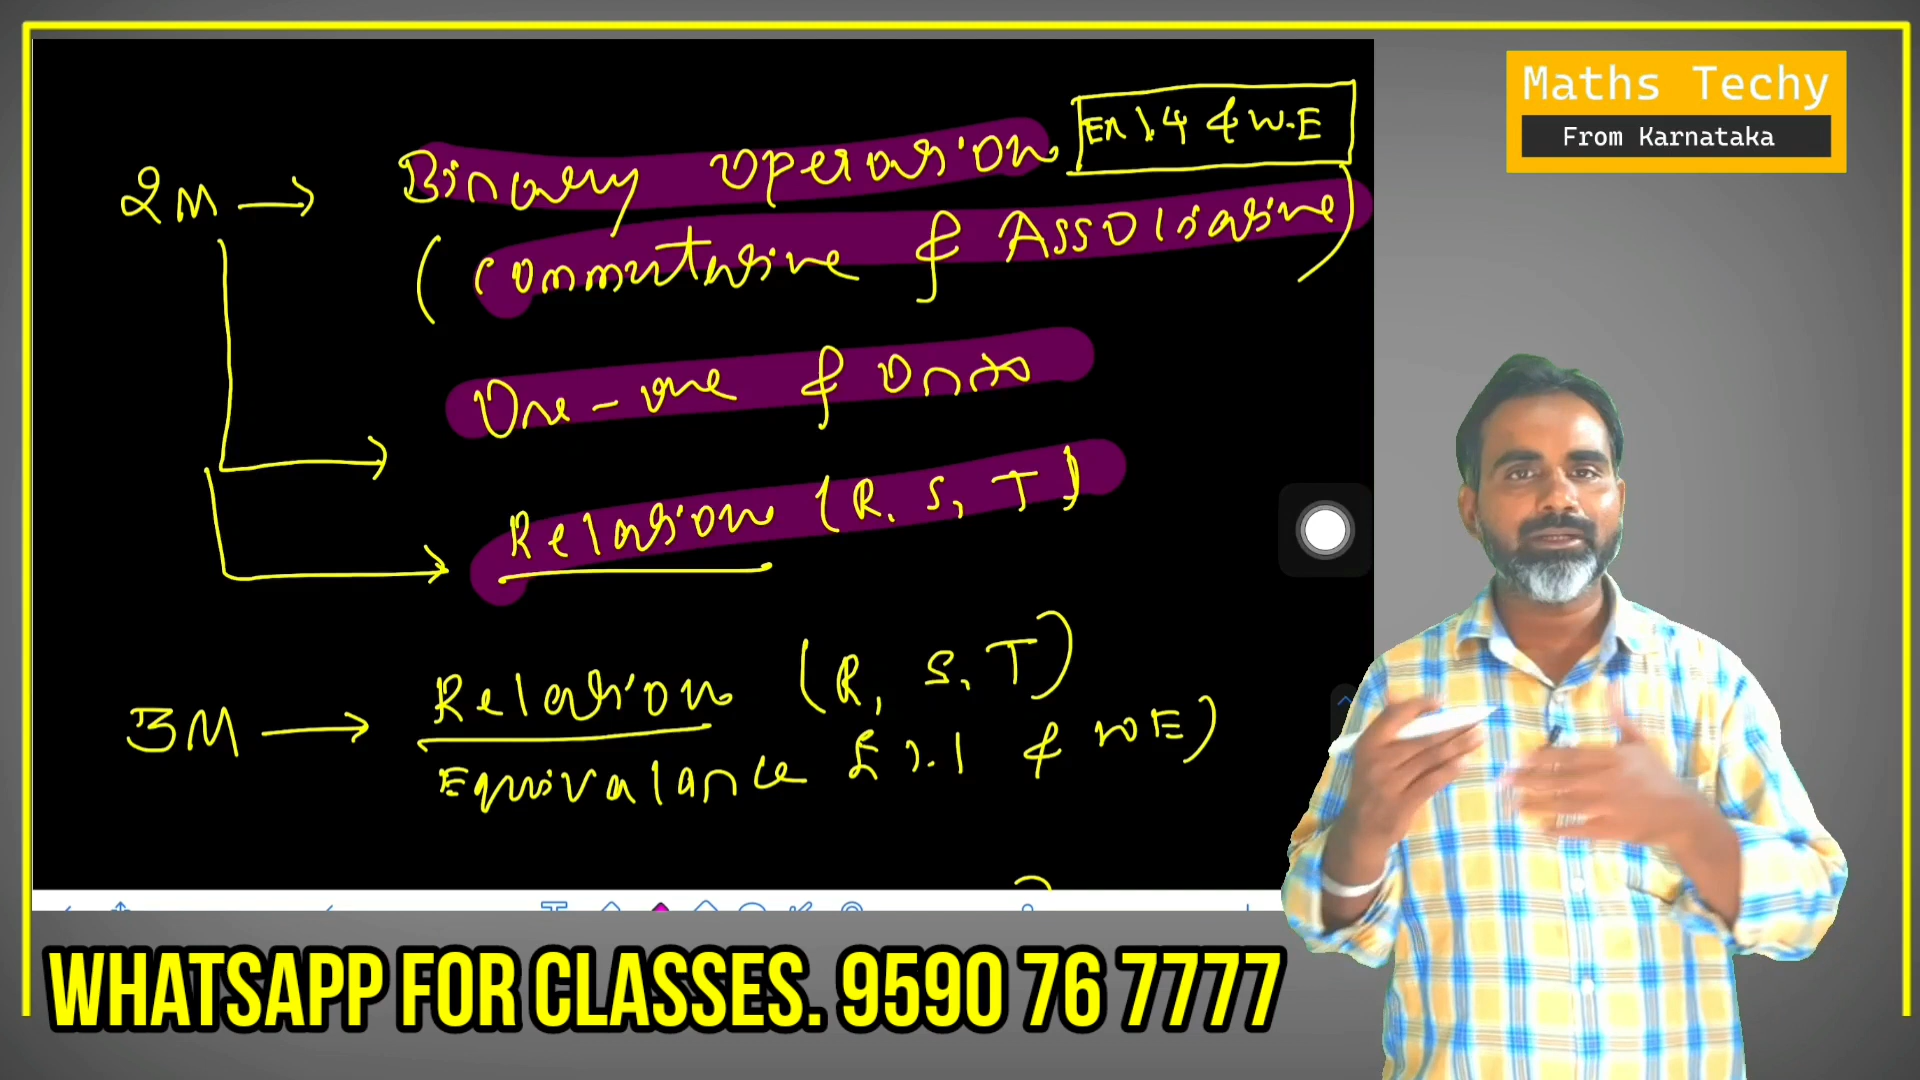 Maths Techy
From Karnataka
Ex 1.4 & W.E
2M → Binary Operation
( Commutative & Associative )
One-one & Onto
Relation (R, S, T)
3M → Relation (R, S, T)
Equivalance Ex 1.1 & WE)
WHATSAPP FOR CLASSES. 9590 76 7777